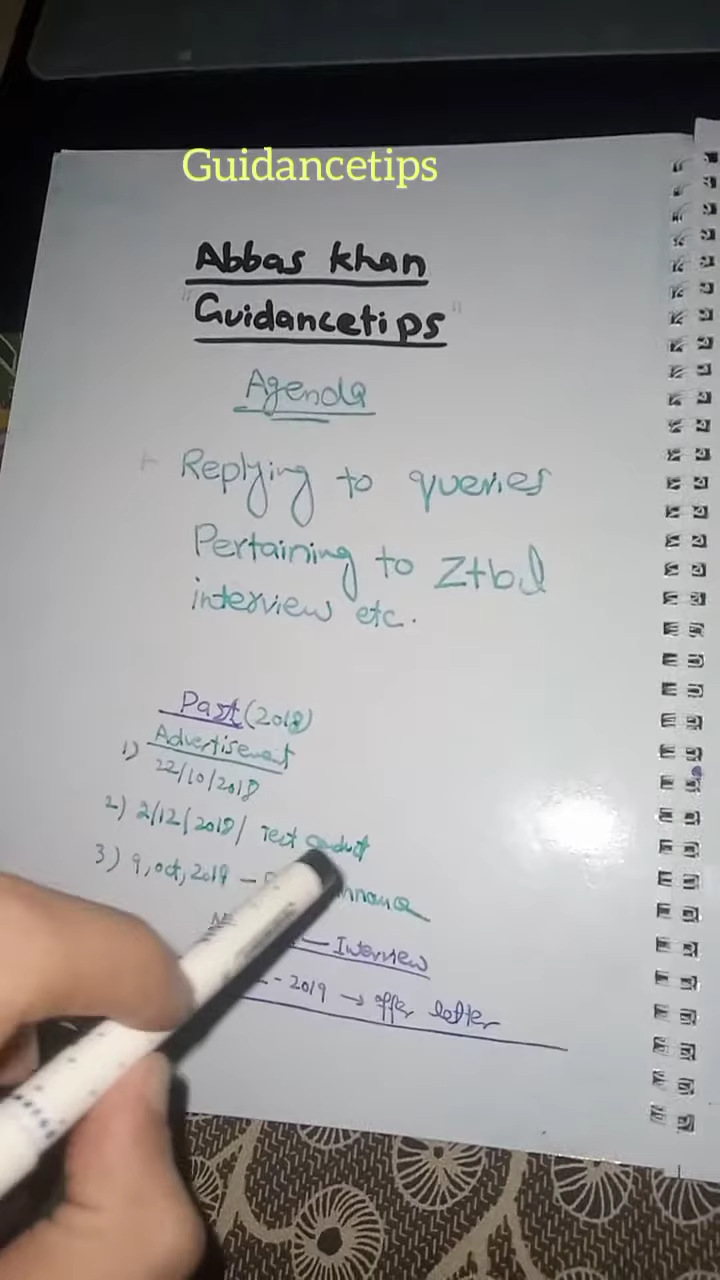 Guidancetips
Abbas khan
"Guidancetips"
Agenda
Replying to queries
Pertaining to Ztbl
interview etc.
Past (2018)
1) Advertisement
22/10/2018
2) 2/12/2018/ Test conduct
3) 9, oct, 2019 –
— Interview
- 2019 → offer letter